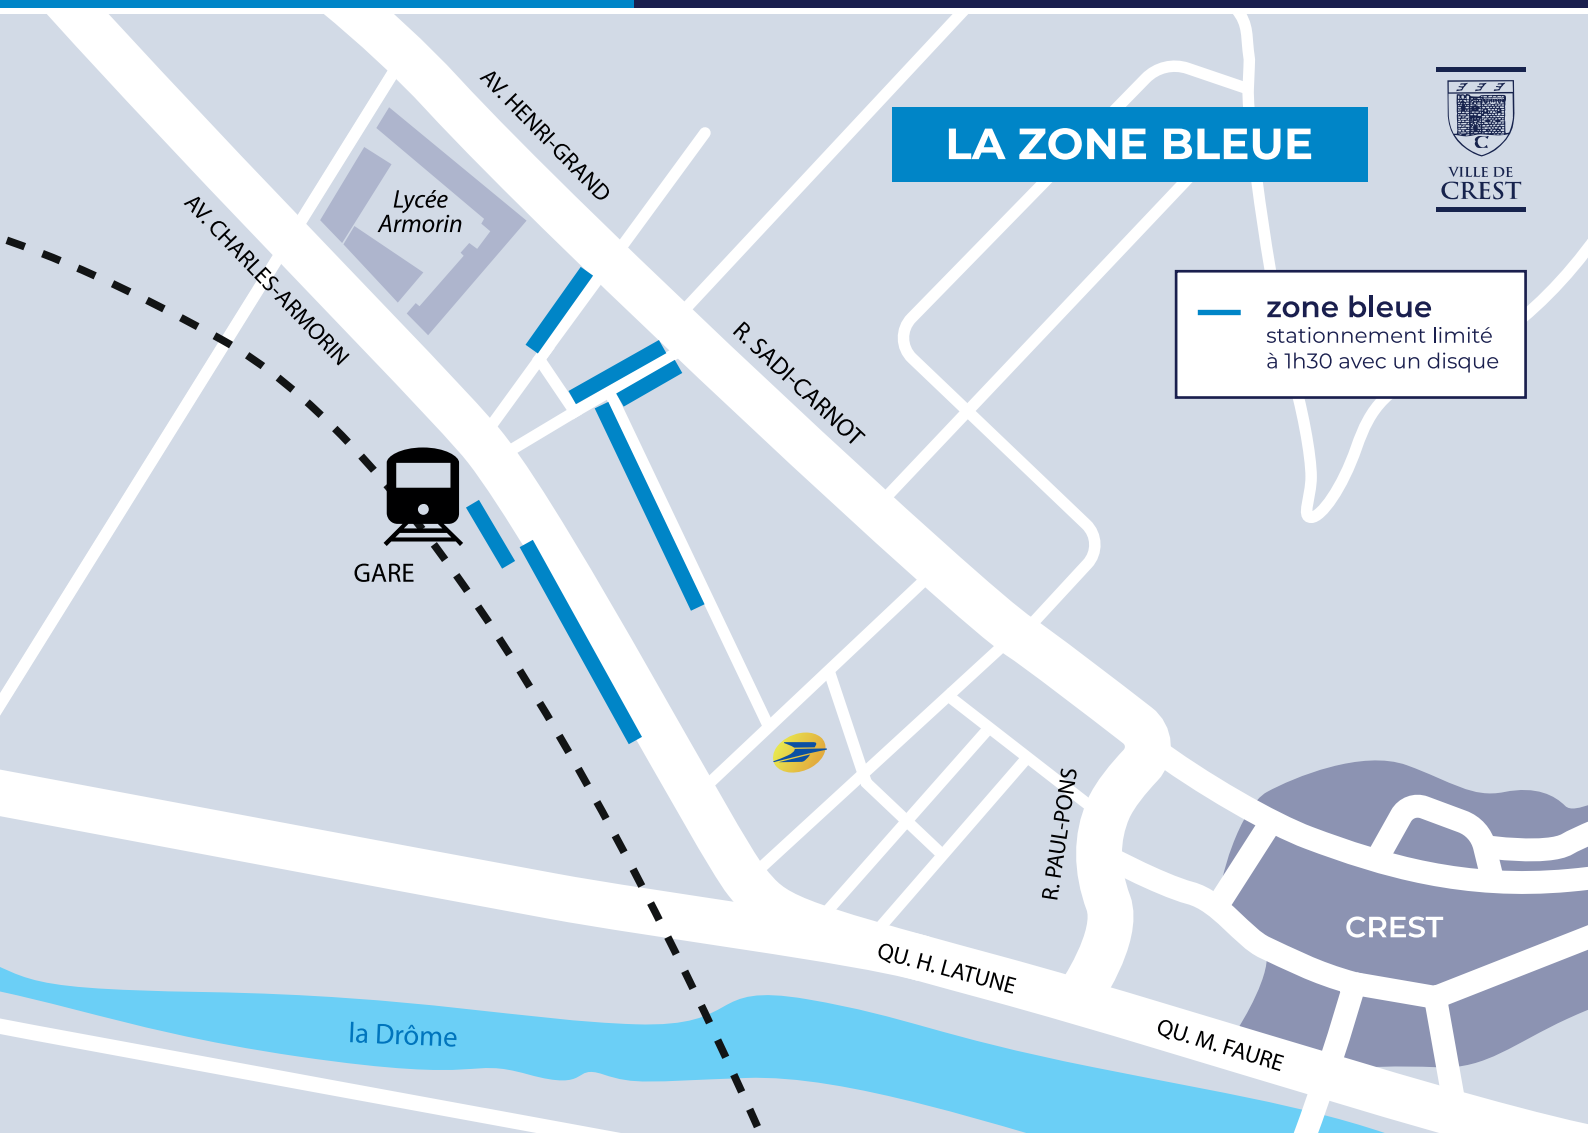 LA ZONE BLEUE
C
VILLE DE
CREST
zone bleue
stationnement limité
à 1h30 avec un disque
AV. HENRI-GRAND
Lycée
Armorin
AV. CHARLES-ARMORIN
R. SADI-CARNOT
GARE
R. PAUL-PONS
CREST
QU. H. LATUNE
QU. M. FAURE
la Drôme